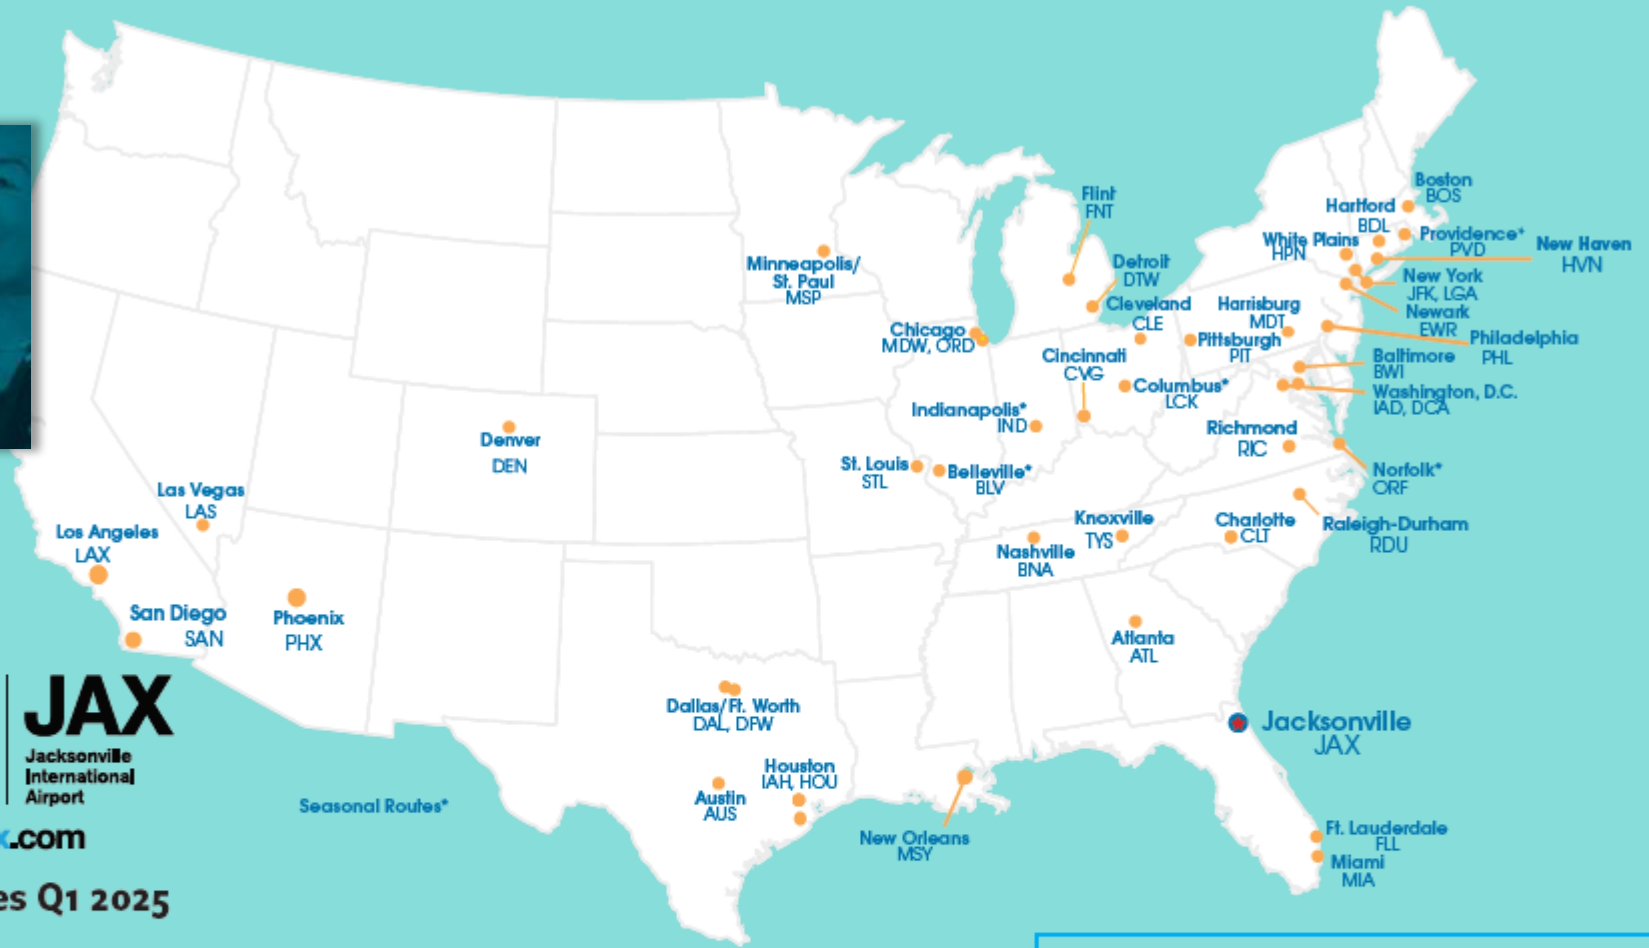 Flint
FNT
Boston
BOS
Hartford
BDL
Providence*
PVD
White Plains
HPN
New Haven
HVN
Minneapolis/
St. Paul
MSP
Detroit
DTW
New York
JFK, LGA
Cleveland
CLE
Harrisburg
MDT
Newark
EWR
Chicago
MDW, ORD
Pittsburgh
PIT
Philadelphia
PHL
Cincinnati
CVG
Baltimore
BWI
Columbus*
LCK
Washington, D.C.
IAD, DCA
Indianapolis*
IND
Richmond
RIC
Denver
DEN
St. Louis
STL
Belleville*
BLV
Norfolk*
ORF
Las Vegas
LAS
Los Angeles
LAX
Knoxville
TYS
Charlotte
CLT
Raleigh-Durham
RDU
Nashville
BNA
San Diego
SAN
Phoenix
PHX
Atlanta
ATL
JAX
Jacksonville
International
Airport
Dallas/Ft. Worth
DAL, DFW
Jacksonville
JAX
Houston
IAH, HOU
Austin
AUS
Seasonal Routes*
New Orleans
MSY
Ft. Lauderdale
FLL
Miami
MIA
x.com
es Q1 2025